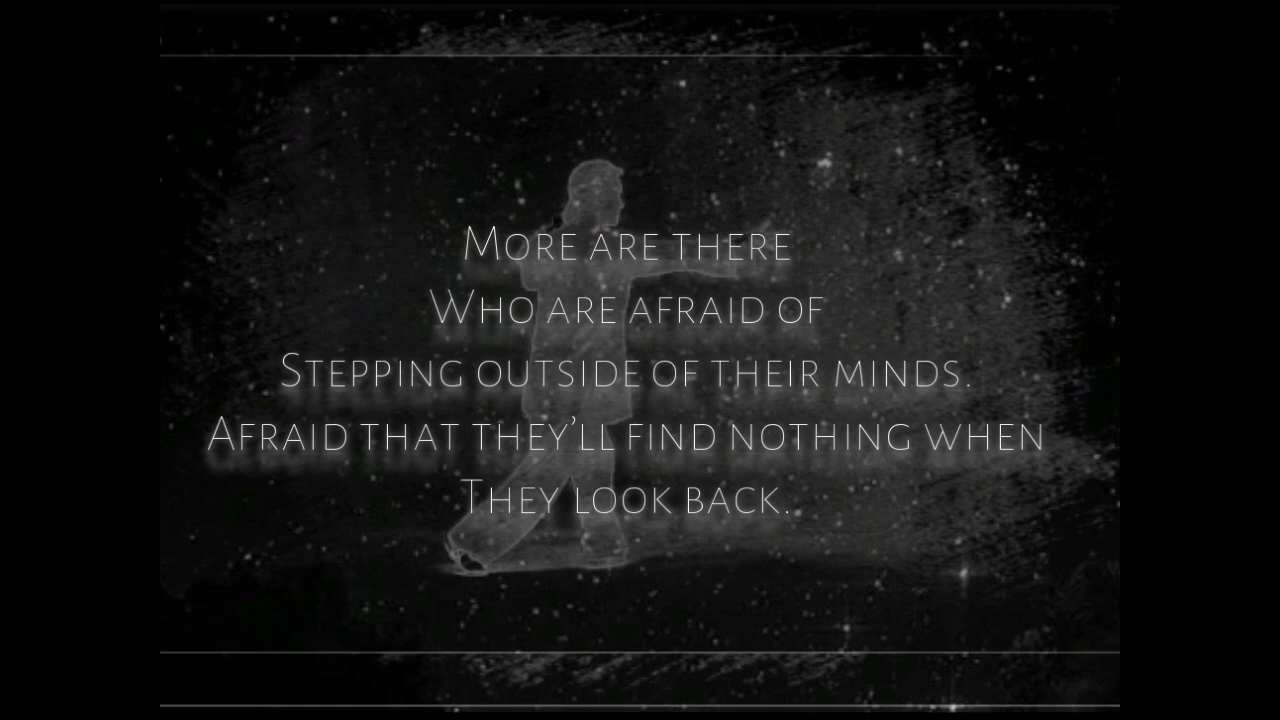 More are there
Who are afraid of
Stepping outside of their minds.
Afraid that they'll find nothing when
They look back.